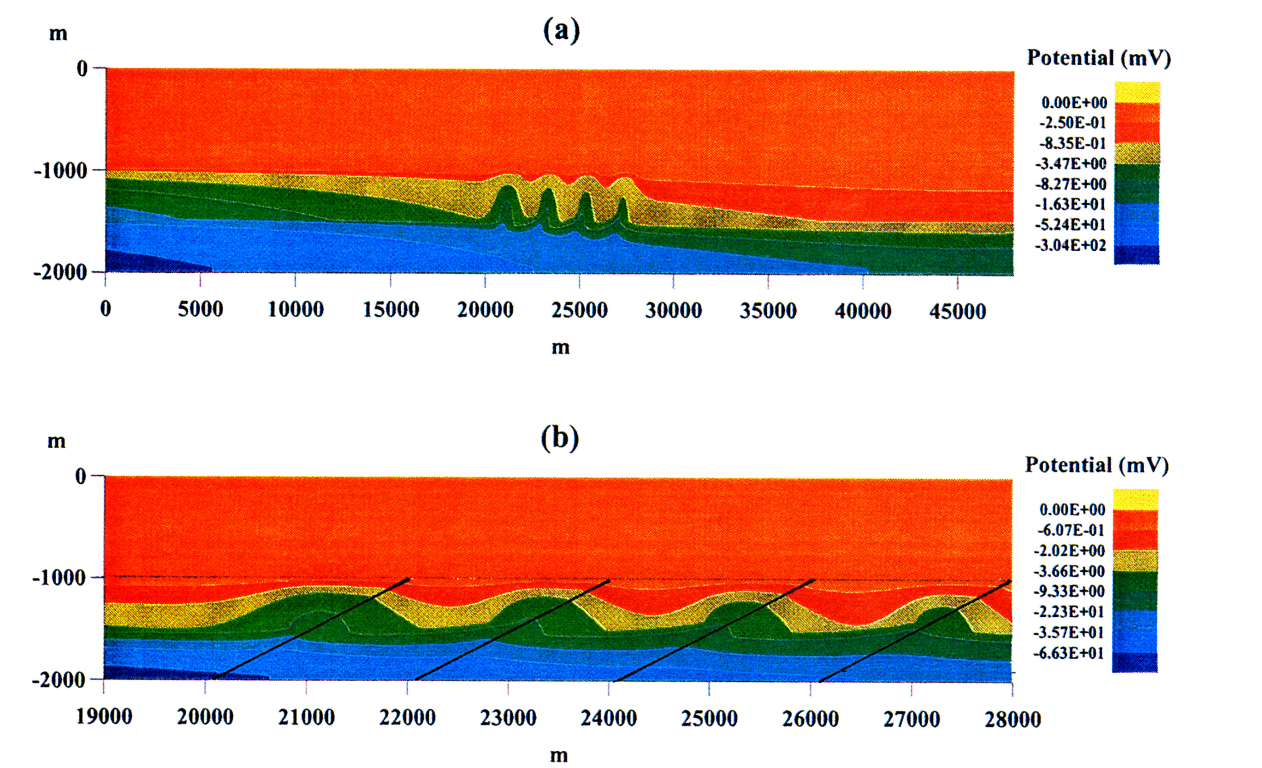 (a)
m
Potential (mV)
0
0.00E+00
-2.50E-01
-8.35E-01
-3.47E+00
-1000
-8.27E+00
-1.63E+01
-5.24E+01
-3.04E+02
-2000
0 5000 10000 15000 20000 25000 30000 35000 40000 45000
m
(b)
m
Potential (mV)
0
0.00E+00
-6.07E-01
-2.02E+00
-3.66E+00
-1000
-9.33E+00
-2.23E+01
-3.57E+01
-6.63E+01
-2000
19000 20000 21000 22000 23000 24000 25000 26000 27000 28000
m